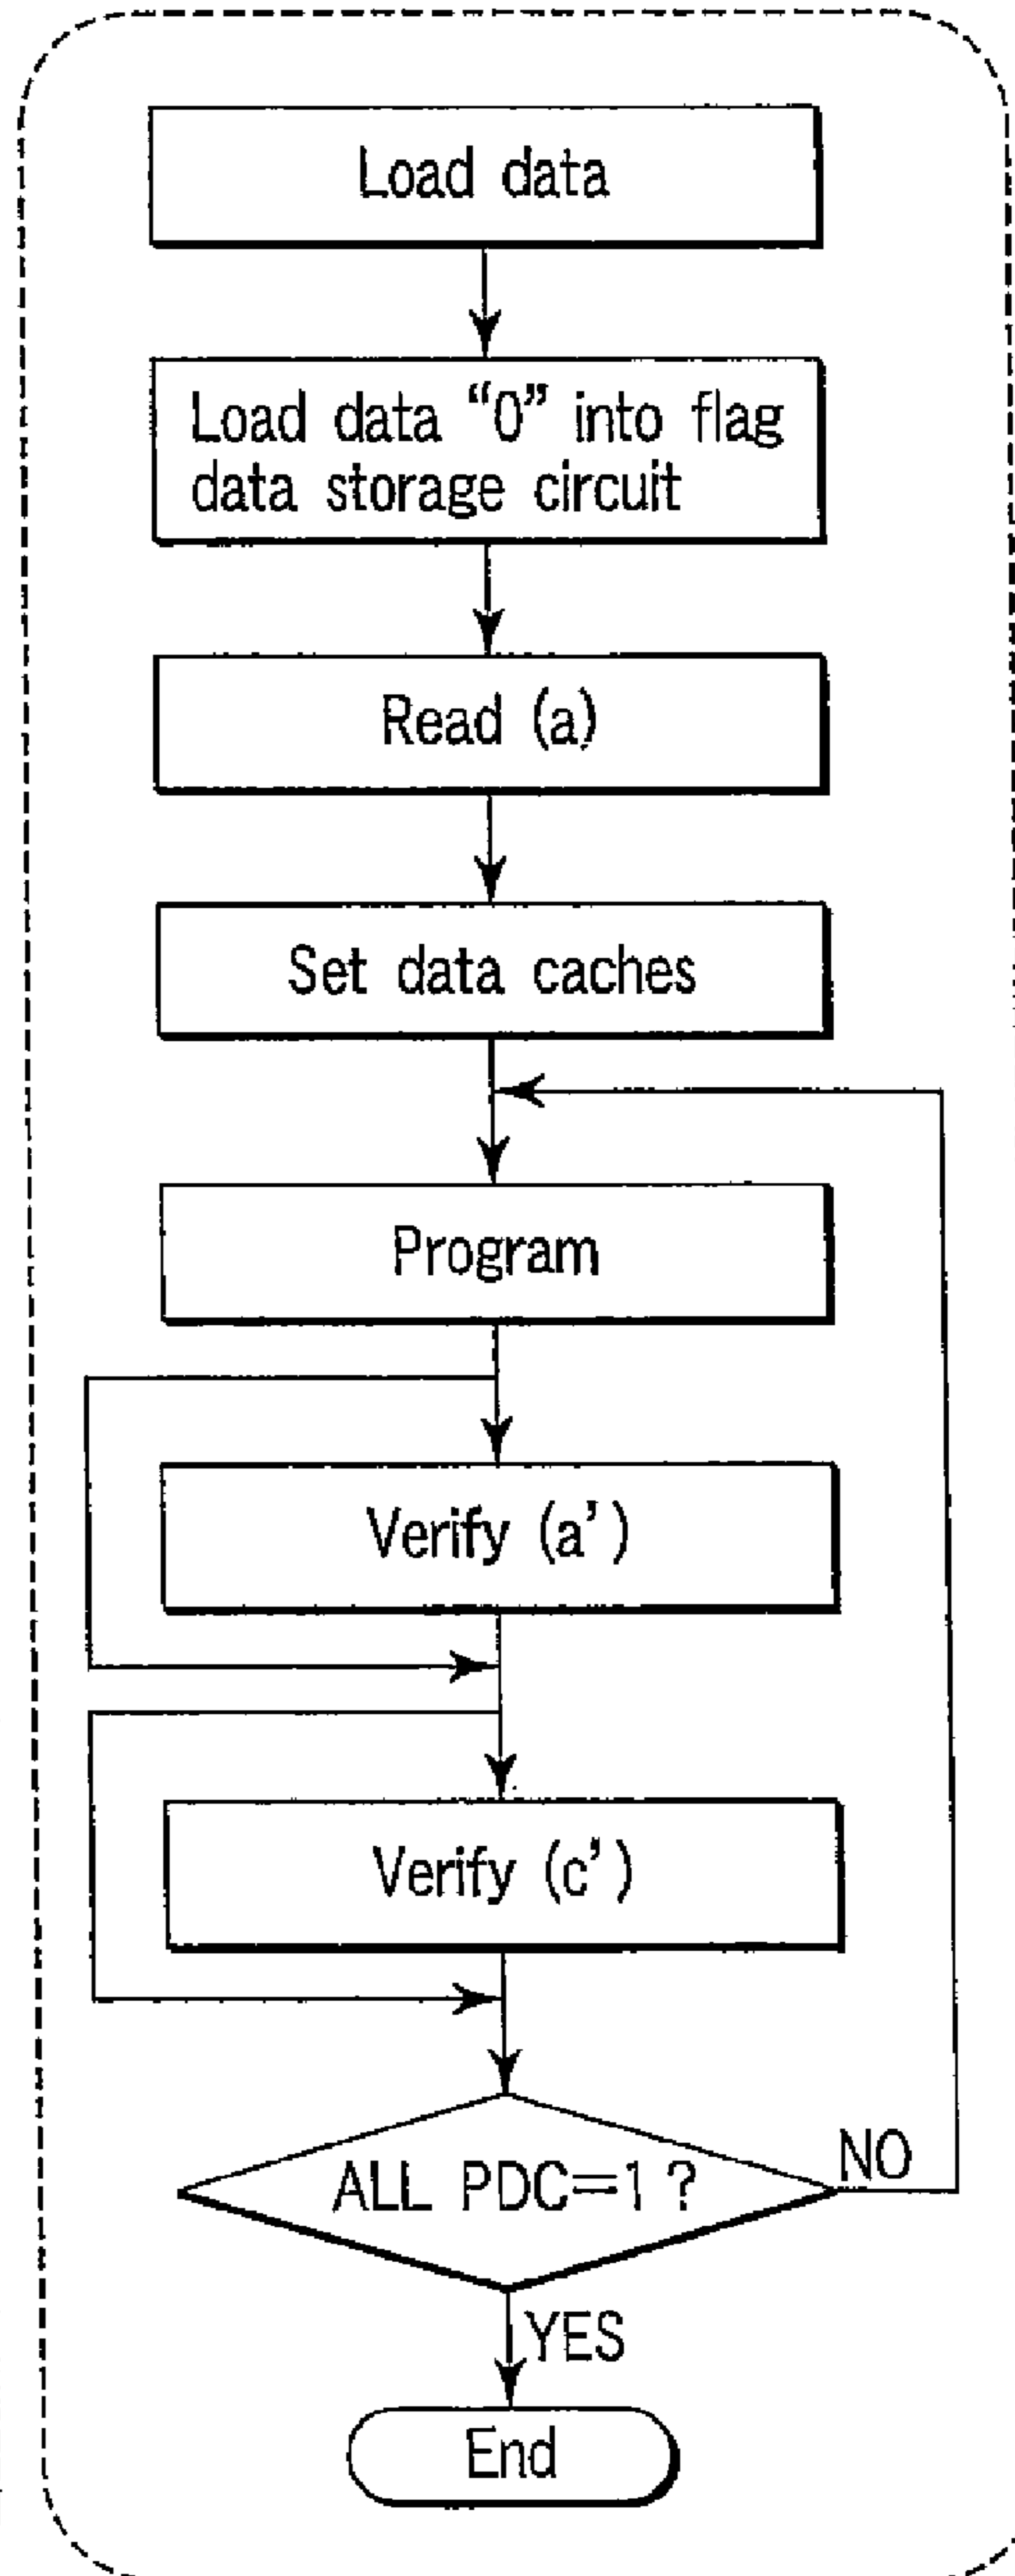 Load data
Load data “0” into flag
data storage circuit
Read (a)
Set data caches
Program
Verify (a’)
Verify (c’)
ALL PDC=1?
NO
YES
End